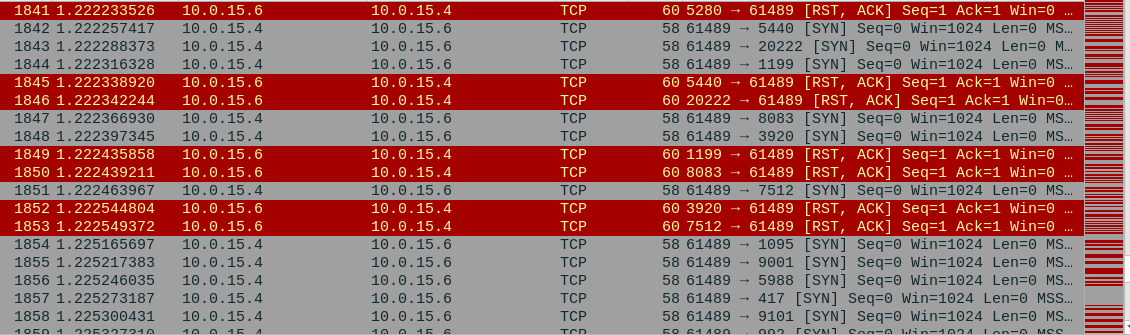 1841 1.222233526 10.0.15.6 10.0.15.4 TCP 60 5280 → 61489 [RST, ACK] Seq=1 Ack=1 Win=0 …
1842 1.222257417 10.0.15.4 10.0.15.6 TCP 58 61489 → 5440 [SYN] Seq=0 Win=1024 Len=0 MS…
1843 1.222288373 10.0.15.4 10.0.15.6 TCP 58 61489 → 20222 [SYN] Seq=0 Win=1024 Len=0 M…
1844 1.222316328 10.0.15.4 10.0.15.6 TCP 58 61489 → 1199 [SYN] Seq=0 Win=1024 Len=0 MS…
1845 1.222338920 10.0.15.6 10.0.15.4 TCP 60 5440 → 61489 [RST, ACK] Seq=1 Ack=1 Win=0 …
1846 1.222342244 10.0.15.6 10.0.15.4 TCP 60 20222 → 61489 [RST, ACK] Seq=1 Ack=1 Win=0…
1847 1.222366930 10.0.15.4 10.0.15.6 TCP 58 61489 → 8083 [SYN] Seq=0 Win=1024 Len=0 MS…
1848 1.222397345 10.0.15.4 10.0.15.6 TCP 58 61489 → 3920 [SYN] Seq=0 Win=1024 Len=0 MS…
1849 1.222435858 10.0.15.6 10.0.15.4 TCP 60 1199 → 61489 [RST, ACK] Seq=1 Ack=1 Win=0 …
1850 1.222439211 10.0.15.6 10.0.15.4 TCP 60 8083 → 61489 [RST, ACK] Seq=1 Ack=1 Win=0 …
1851 1.222463967 10.0.15.4 10.0.15.6 TCP 58 61489 → 7512 [SYN] Seq=0 Win=1024 Len=0 MS…
1852 1.222544804 10.0.15.6 10.0.15.4 TCP 60 3920 → 61489 [RST, ACK] Seq=1 Ack=1 Win=0 …
1853 1.222549372 10.0.15.6 10.0.15.4 TCP 60 7512 → 61489 [RST, ACK] Seq=1 Ack=1 Win=0 …
1854 1.225165697 10.0.15.4 10.0.15.6 TCP 58 61489 → 1095 [SYN] Seq=0 Win=1024 Len=0 MS…
1855 1.225217383 10.0.15.4 10.0.15.6 TCP 58 61489 → 9001 [SYN] Seq=0 Win=1024 Len=0 MS…
1856 1.225246035 10.0.15.4 10.0.15.6 TCP 58 61489 → 5988 [SYN] Seq=0 Win=1024 Len=0 MS…
1857 1.225273187 10.0.15.4 10.0.15.6 TCP 58 61489 → 417 [SYN] Seq=0 Win=1024 Len=0 MSS…
1858 1.225300431 10.0.15.4 10.0.15.6 TCP 58 61489 → 9101 [SYN] Seq=0 Win=1024 Len=0 MS…
10.0.15.4 10.0.15.6 TCP 58 61489 → [SYN] Seq=0 Win=1024 Len=0 MSS…